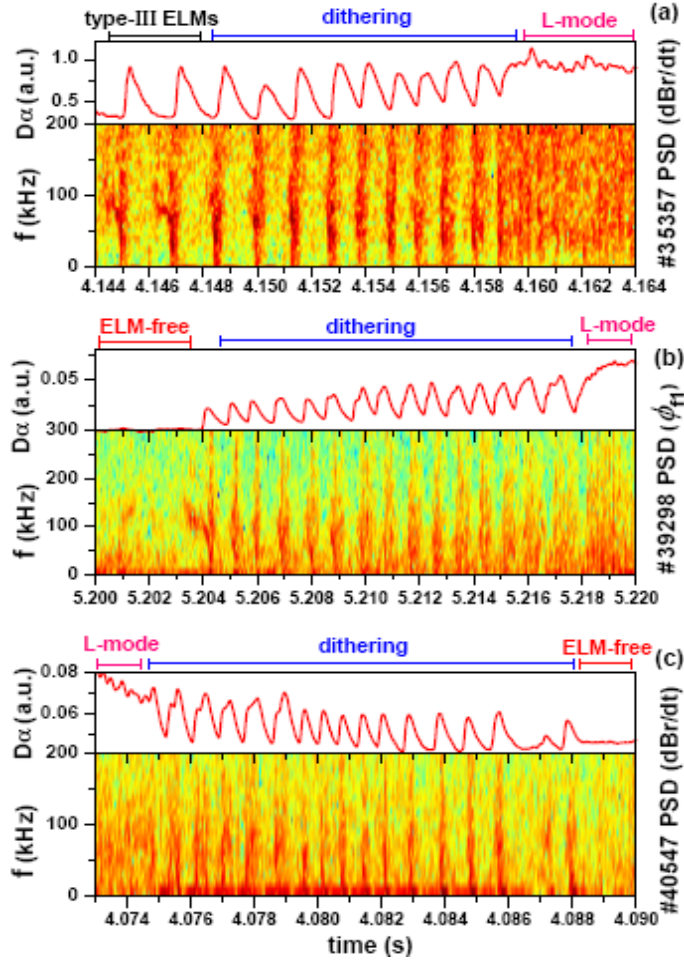 type-III ELMs dithering L-mode (a)
Dα (a.u.)
1.0
0.5
200
f (kHz)
100
0
4.144 4.146 4.148 4.150 4.152 4.154 4.156 4.158 4.160 4.162 4.164
#35357 PSD (dBr/dt)
ELM-free dithering L-mode
(b)
Dα (a.u.)
0.05
300
f (kHz)
200
100
0
5.200 5.202 5.204 5.206 5.208 5.210 5.212 5.214 5.216 5.218 5.220
#39298 PSD (ϕf1)
L-mode dithering ELM-free
(c)
Dα (a.u.)
0.08
0.06
200
f (kHz)
100
0
4.074 4.076 4.078 4.080 4.082 4.084 4.086 4.088 4.090
#40547 PSD (dBr/dt)
time (s)